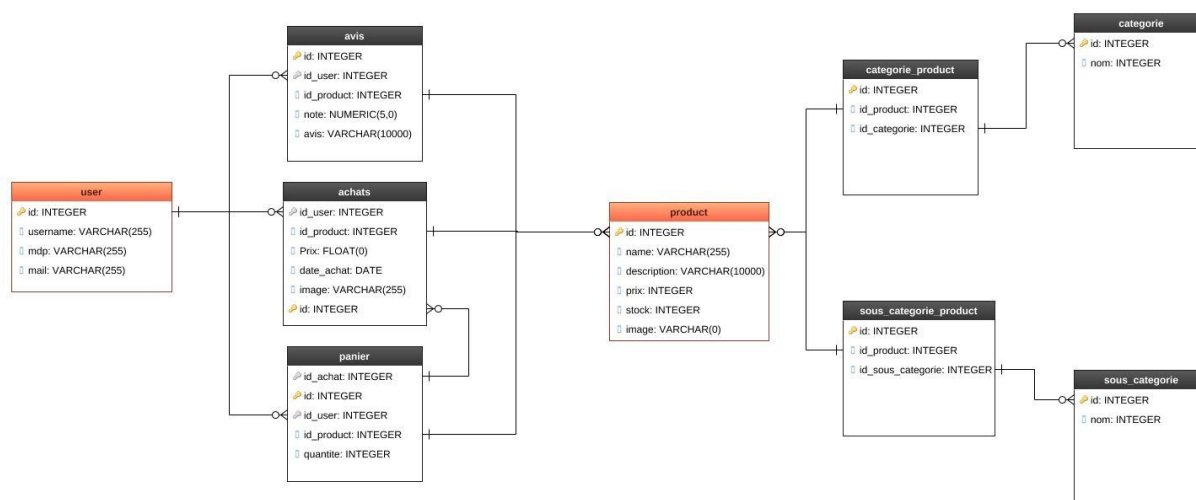 avis
id: INTEGER
id_user: INTEGER
id_product: INTEGER
note: NUMERIC(5,0)
avis: VARCHAR(10000)
user
id: INTEGER
username: VARCHAR(255)
mdp: VARCHAR(255)
mail: VARCHAR(255)
achats
id_user: INTEGER
id_product: INTEGER
Prix: FLOAT(0)
date_achat: DATE
image: VARCHAR(255)
id: INTEGER
panier
id_achat: INTEGER
id: INTEGER
id_user: INTEGER
id_product: INTEGER
quantite: INTEGER
product
id: INTEGER
name: VARCHAR(255)
description: VARCHAR(10000)
prix: INTEGER
stock: INTEGER
image: VARCHAR(0)
categorie_product
id: INTEGER
id_product: INTEGER
id_categorie: INTEGER
categorie
id: INTEGER
nom: INTEGER
sous_categorie_product
id: INTEGER
id_product: INTEGER
id_sous_categorie: INTEGER
sous_categorie
id: INTEGER
nom: INTEGER